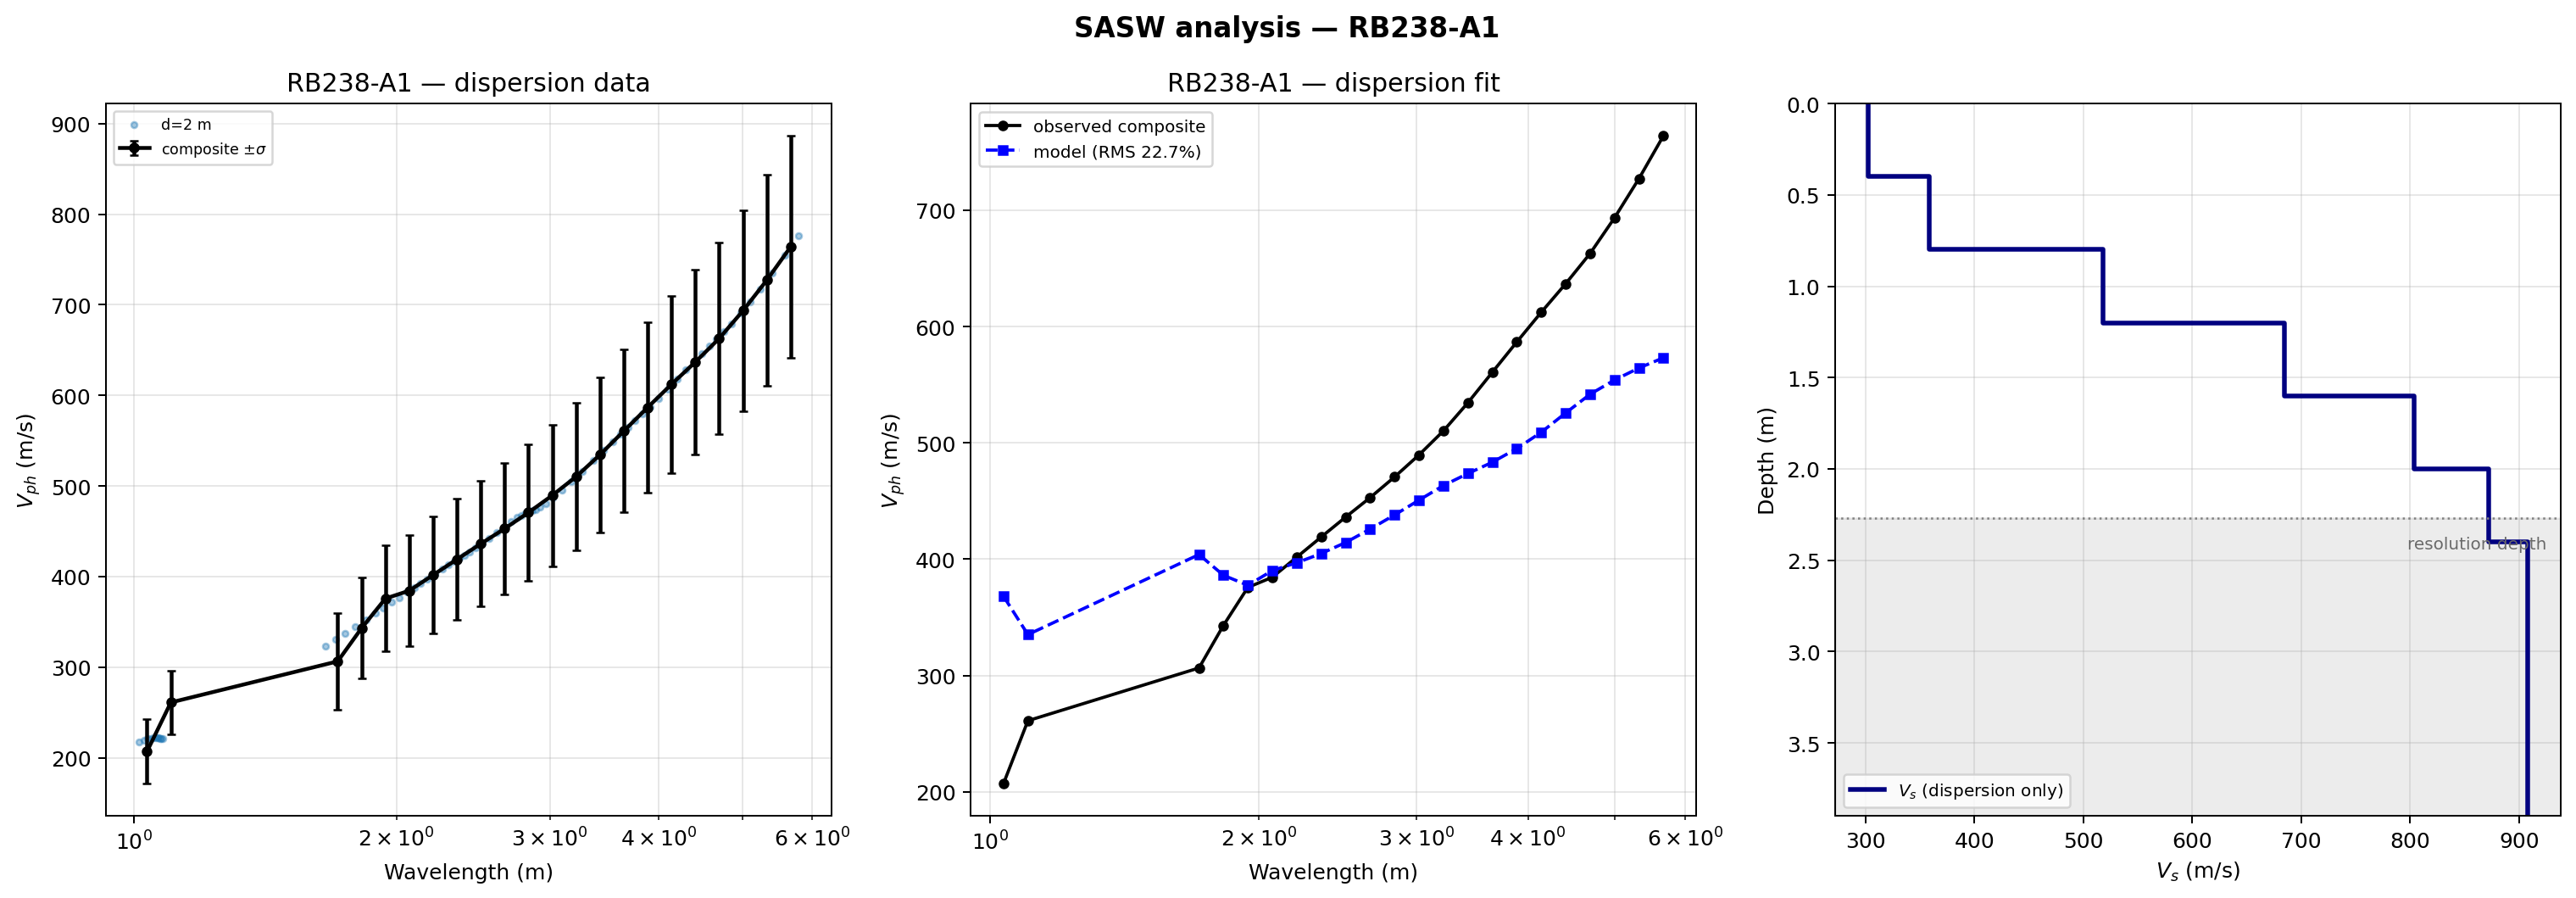 SASW analysis — RB238-A1
RB238-A1 — dispersion data
900
800
700
600
500
400
300
200
V_ph (m/s)
d=2 m
composite ±σ
10^0
2 × 10^0
3 × 10^0
4 × 10^0
6 × 10^0
Wavelength (m)
RB238-A1 — dispersion fit
700
600
500
400
300
200
V_ph (m/s)
observed composite
model (RMS 22.7%)
10^0
2 × 10^0
3 × 10^0
4 × 10^0
6 × 10^0
Wavelength (m)
0.0
0.5
1.0
1.5
2.0
2.5
3.0
3.5
Depth (m)
resolution depth
V_s (dispersion only)
300
400
500
600
700
800
900
V_s (m/s)